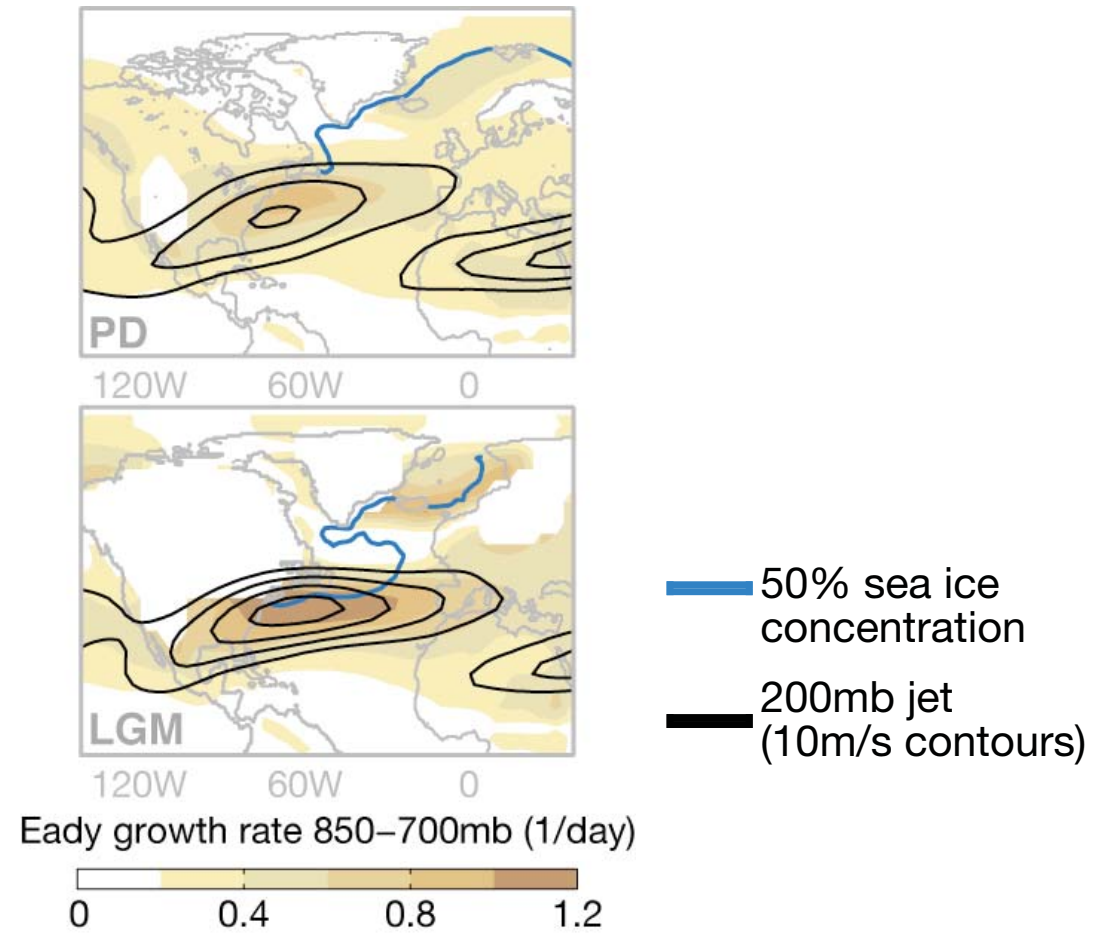 PD
120W 60W 0
LGM
120W 60W 0
50% sea ice
concentration
200mb jet
(10m/s contours)
Eady growth rate 850–700mb (1/day)
0 0.4 0.8 1.2